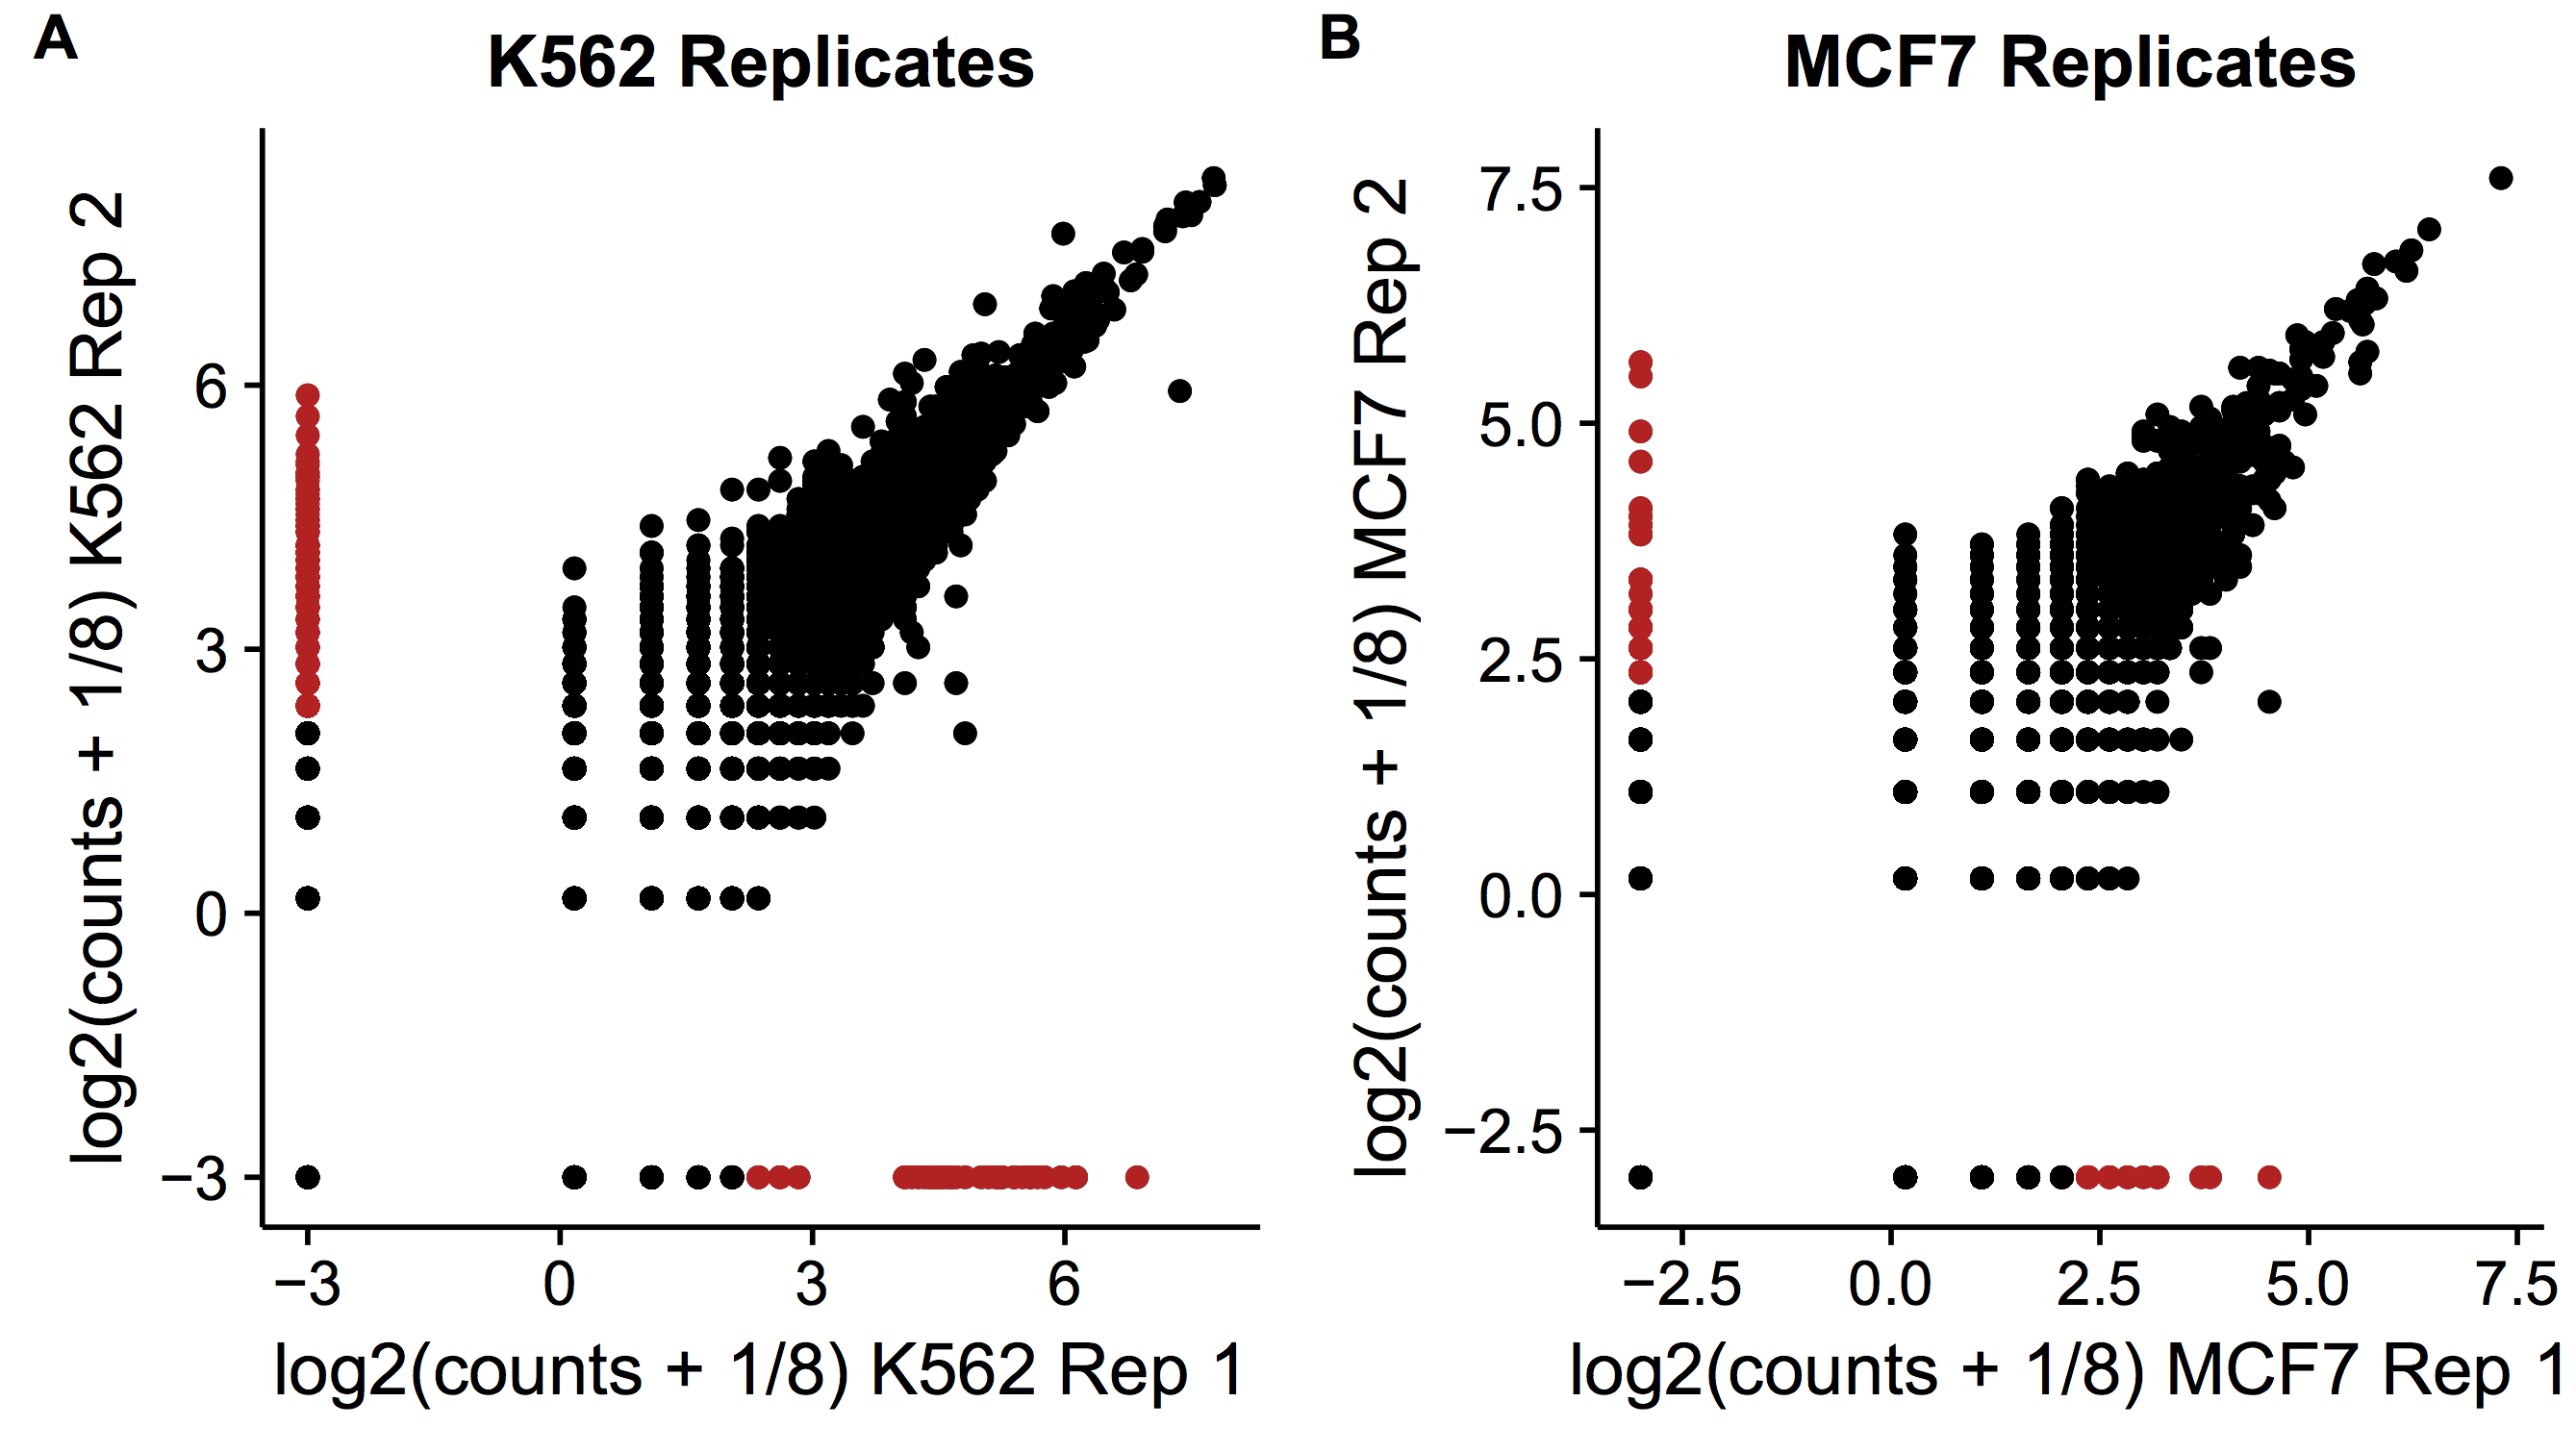 A
K562 Replicates
log2(counts + 1/8) K562 Rep 2
6
3
0
−3
−3 0 3 6
log2(counts + 1/8) K562 Rep 1
B
MCF7 Replicates
log2(counts + 1/8) MCF7 Rep 2
7.5
5.0
2.5
0.0
−2.5
−2.5 0.0 2.5 5.0 7.5
log2(counts + 1/8) MCF7 Rep 1